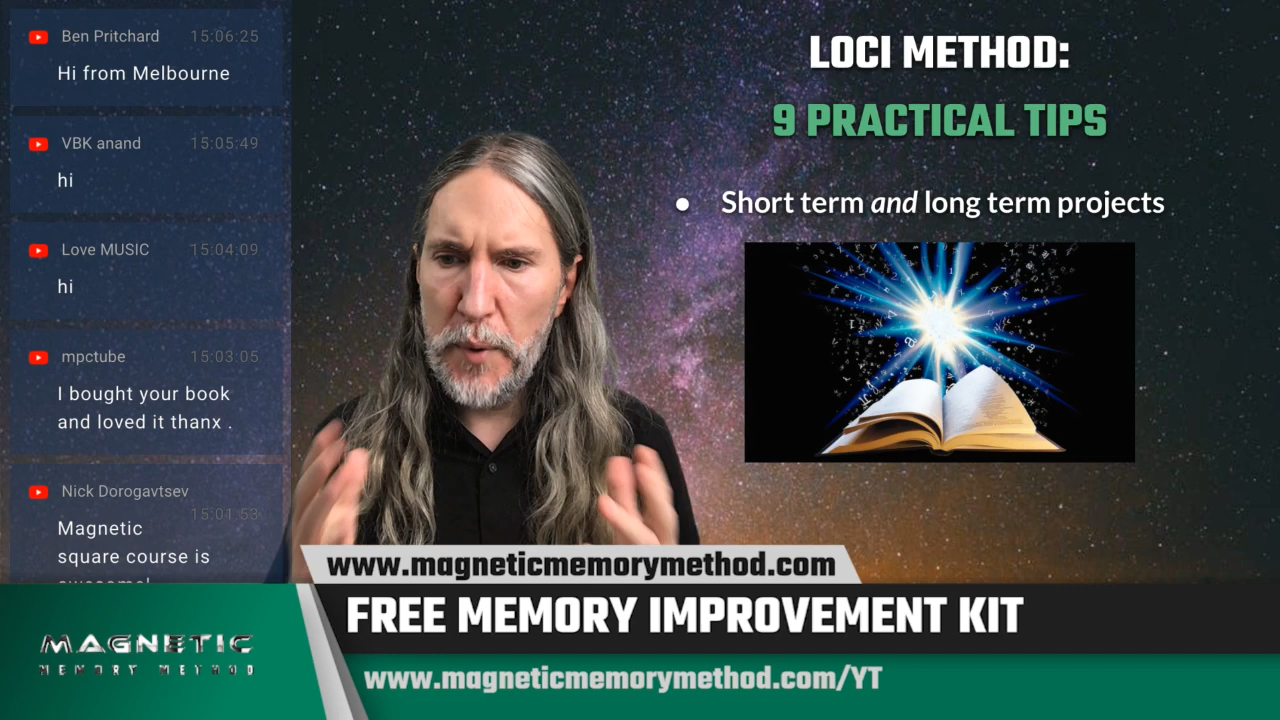 Ben Pritchard 15:06:25
Hi from Melbourne
VBK anand 15:05:49
hi
Love MUSIC 15:04:09
hi
mpctube 15:03:05
I bought your book
and loved it thanx .
Nick Dorogavtsev
15:01:53
Magnetic
square course is
LOCI METHOD:
9 PRACTICAL TIPS
• Short term and long term projects
www.magneticmemorymethod.com
FREE MEMORY IMPROVEMENT KIT
www.magneticmemorymethod.com/YT
MAGNETIC
MEMORY METHOD